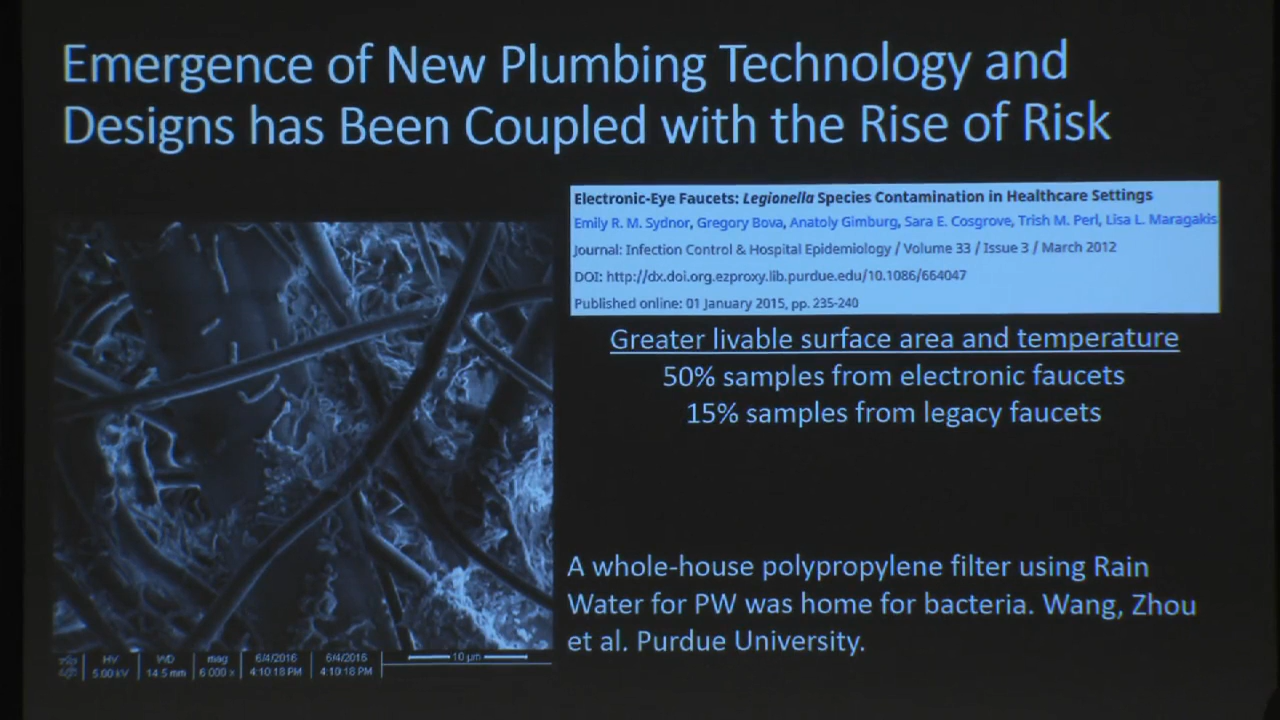 Emergence of New Plumbing Technology and
Designs has Been Coupled with the Rise of Risk
Electronic-Eye Faucets: Legionella Species Contamination in Healthcare Settings
Emily R. M. Sydnor, Gregory Bova, Anatoly Gimburg, Sara E. Cosgrove, Trish M. Perl, Lisa L. Maragakis
Journal: Infection Control & Hospital Epidemiology / Volume 33 / Issue 3 / March 2012
DOI: http://dx.doi.org.ezproxy.lib.purdue.edu/10.1086/664047
Published online: 01 January 2015, pp. 235-240
Greater livable surface area and temperature
50% samples from electronic faucets
15% samples from legacy faucets
A whole-house polypropylene filter using Rain
Water for PW was home for bacteria. Wang, Zhou
et al. Purdue University.
HV WD mag 6/4/2016 6/4/2016 10 µm
5.00 kV 14.5 mm 6 000 x 4:10:18 PM 4:10:18 PM